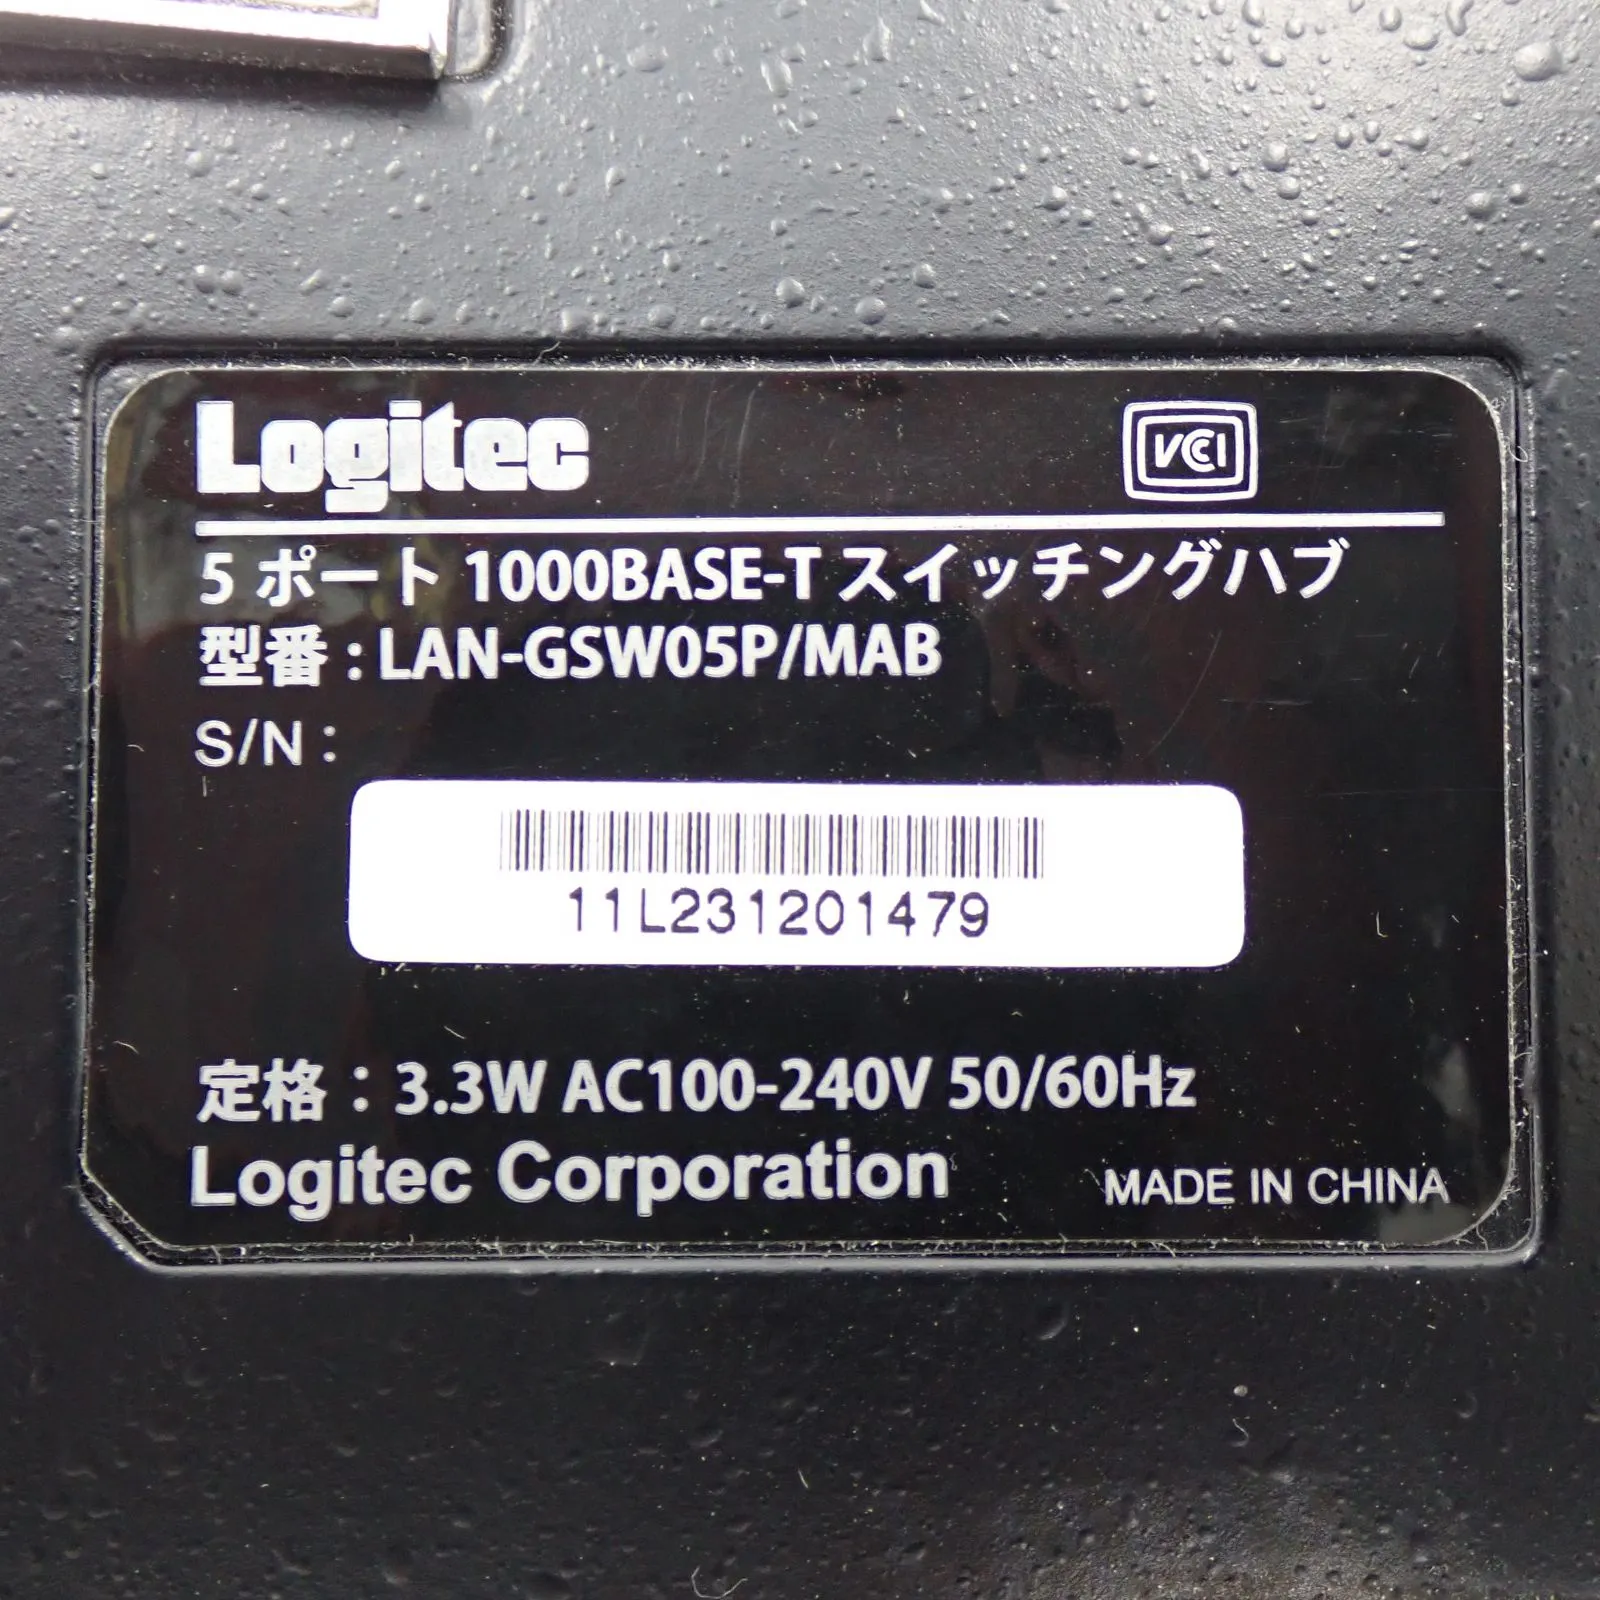 Logitec
VCCI
5 ポート 1000BASE-T スイッチングハブ
型番 : LAN-GSW05P/MAB
S/N :
11L231201479
定格 : 3.3W AC100-240V 50/60Hz
Logitec Corporation
MADE IN CHINA